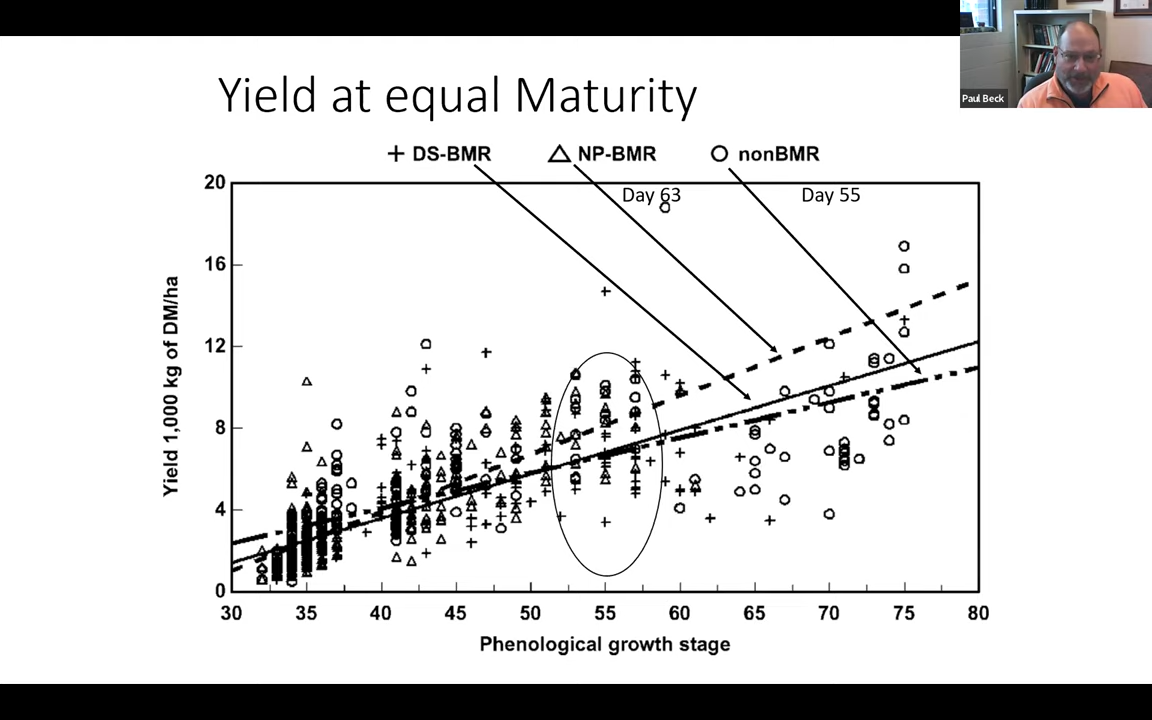 Paul Beck
Yield at equal Maturity
+ DS-BMR △ NP-BMR ○ nonBMR
Day 63 Day 55
20
16
12
8
4
0
Yield 1,000 kg of DM/ha
30 35 40 45 50 55 60 65 70 75 80
Phenological growth stage